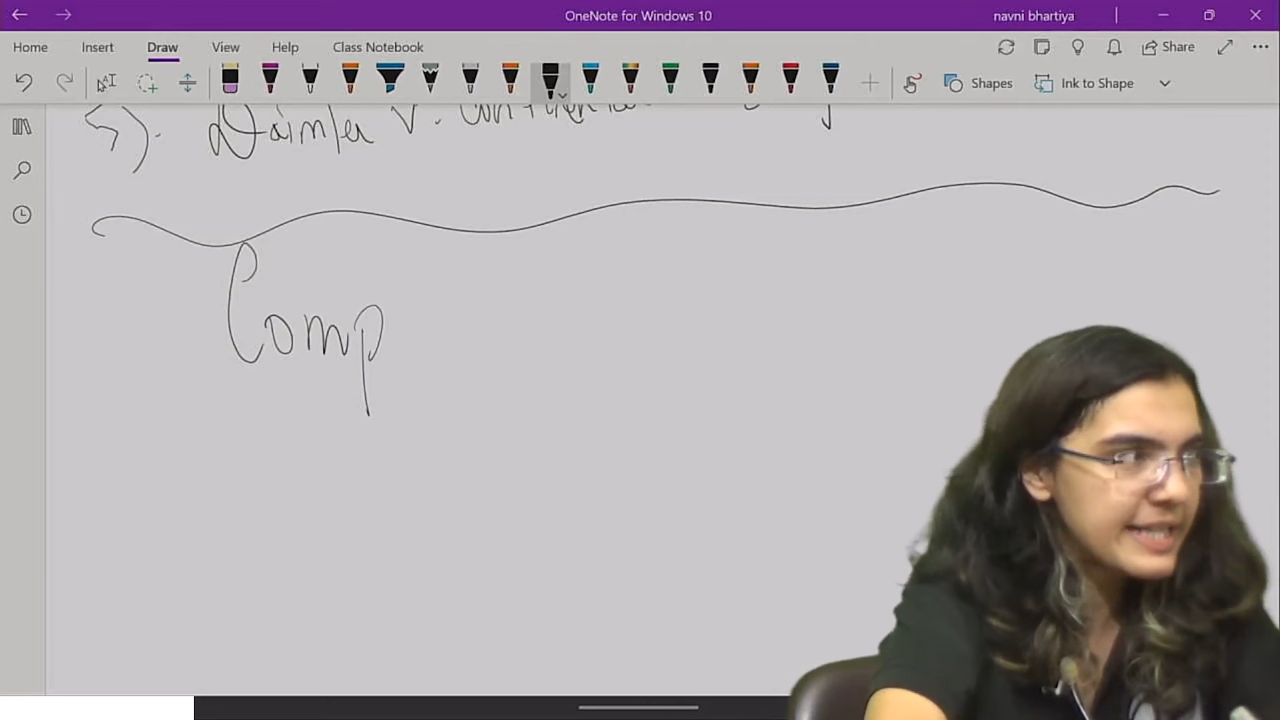 OneNote for Windows 10
navni bhartiya
Home Insert Draw View Help Class Notebook
Share
Shapes
Ink to Shape
5). Daimler v.
Comp